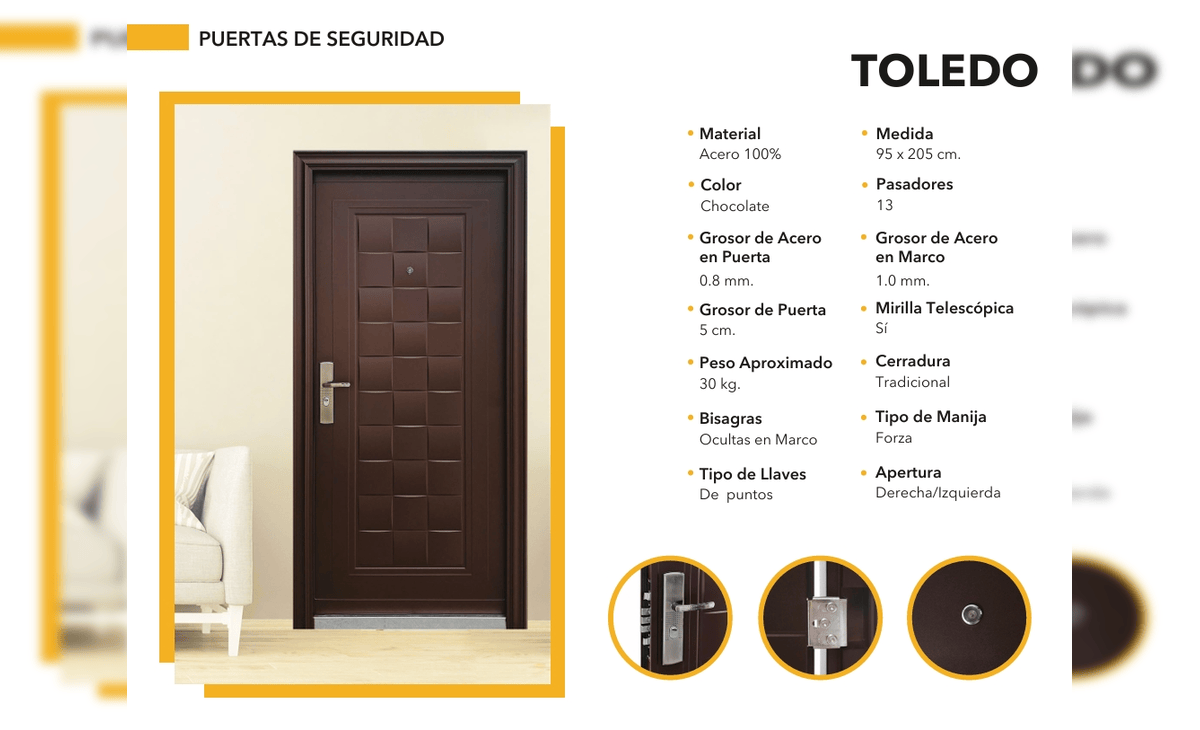 PUERTAS DE SEGURIDAD
TOLEDO
Material
Acero 100%
Color
Chocolate
Grosor de Acero
en Puerta
0.8 mm.
Grosor de Puerta
5 cm.
Peso Aproximado
30 kg.
Bisagras
Ocultas en Marco
Tipo de Llaves
De puntos
Medida
95 x 205 cm.
Pasadores
13
Grosor de Acero
en Marco
1.0 mm.
Mirilla Telescópica
Sí
Cerradura
Tradicional
Tipo de Manija
Forza
Apertura
Derecha/Izquierda